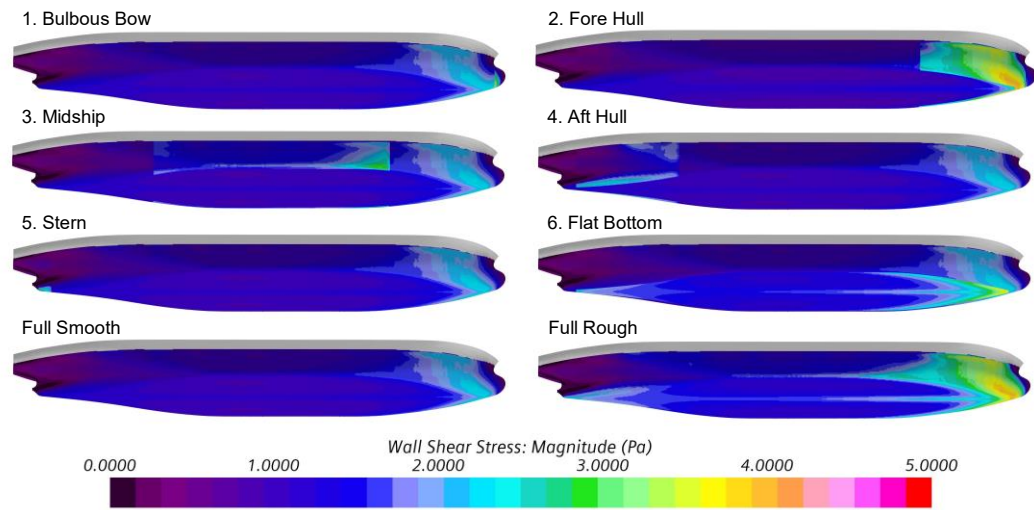 1. Bulbous Bow
2. Fore Hull
3. Midship
4. Aft Hull
5. Stern
6. Flat Bottom
Full Smooth
Full Rough
Wall Shear Stress: Magnitude (Pa)
0.0000 1.0000 2.0000 3.0000 4.0000 5.0000